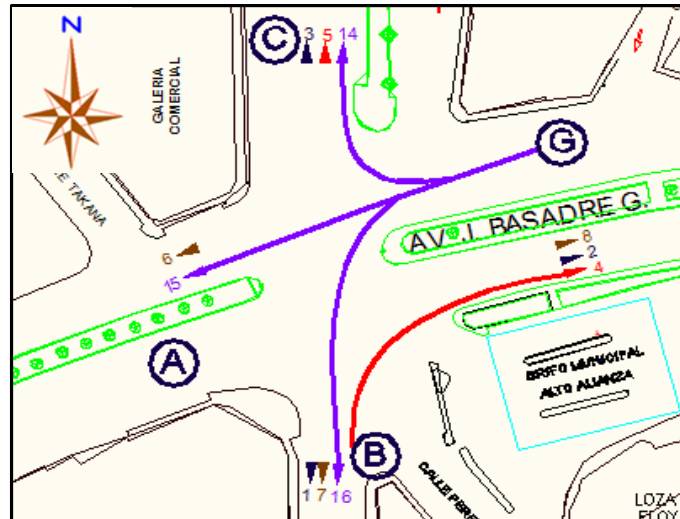 N
C
3 5 14
GALERIA
COMERCIAL
G
TAKANA
AV. J. BASADRE G.
6
15
8
2
4
A
GRIFO MUNICIPAL
ALTO ALIANZA
B
1 7 16
CALLE PERE
LOZA